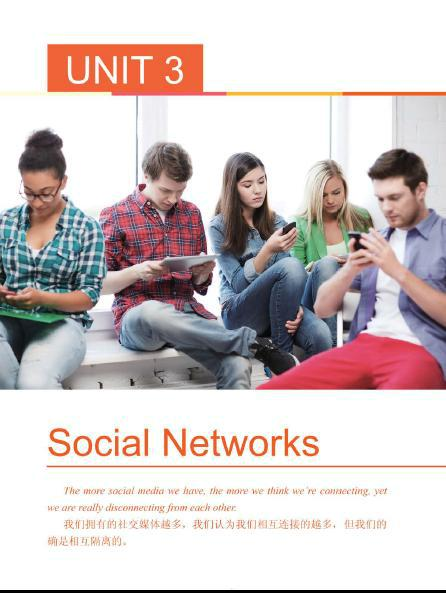 UNIT 3
Social Networks
The more social media we have, the more we think we're connecting, yet
we are really disconnecting from each other.
我们拥有的社交媒体越多，我们认为我们相互连接的越多，但我们的
确是相互隔离的。